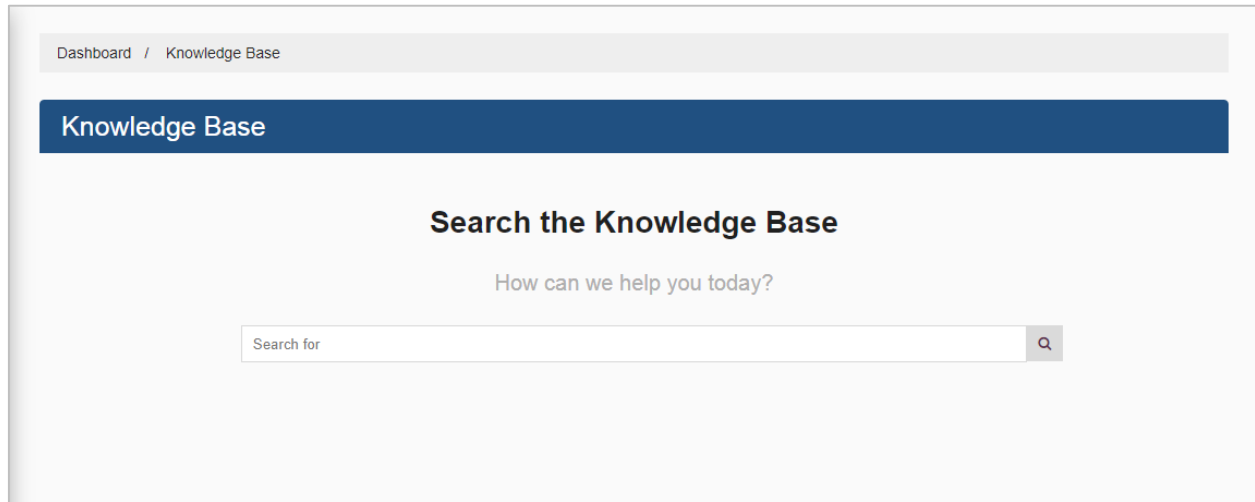 Dashboard / Knowledge Base
Knowledge Base
Search the Knowledge Base
How can we help you today?
Search for